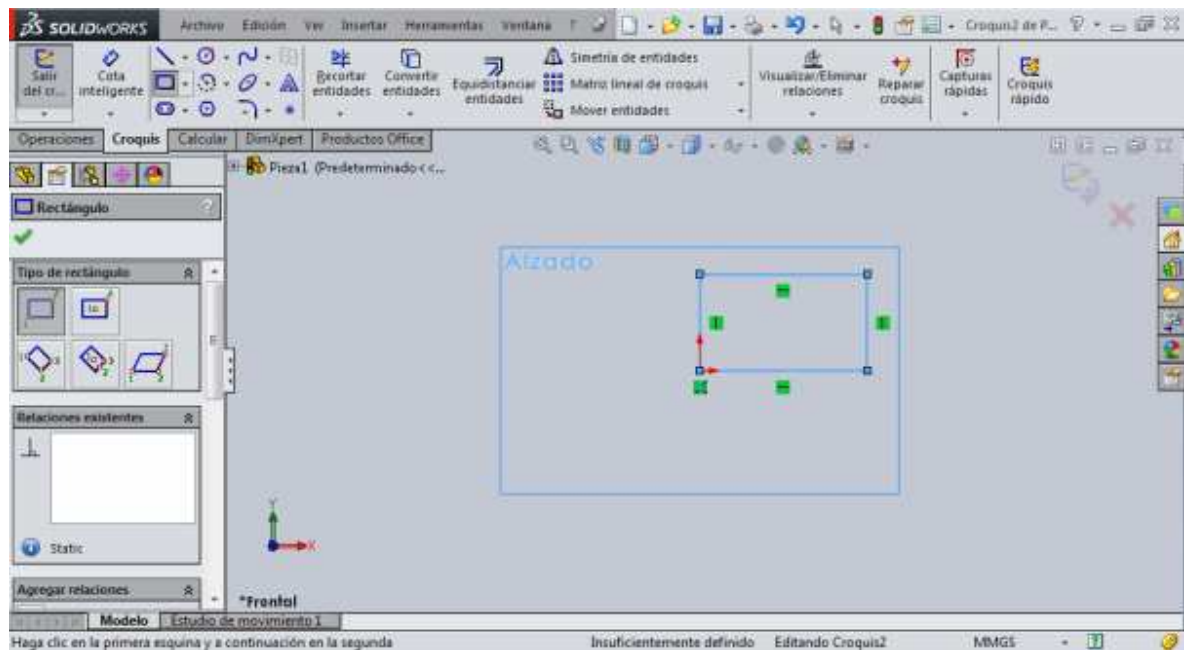 SOLIDWORKS Archivo Edición Ver Insertar Herramientas Ventana ? Croquis2 de P...
Salir del cr...
Cota inteligente
Recortar entidades
Convertir entidades
Equidistanciar entidades
Simetría de entidades
Matriz lineal de croquis
Mover entidades
Visualizar/Eliminar relaciones
Reparar croquis
Capturas rápidas
Croquis rápido
Operaciones Croquis Calcular DimXpert Productos Office
Pieza1 (Predeterminado<<...
Rectángulo ?
Tipo de rectángulo
Alzado
Relaciones existentes
Static
Y
X
Agregar relaciones
*Frontal
Modelo Estudio de movimiento 1
Haga clic en la primera esquina y a continuación en la segunda Insuficientemente definido Editando Croquis2 MMGS